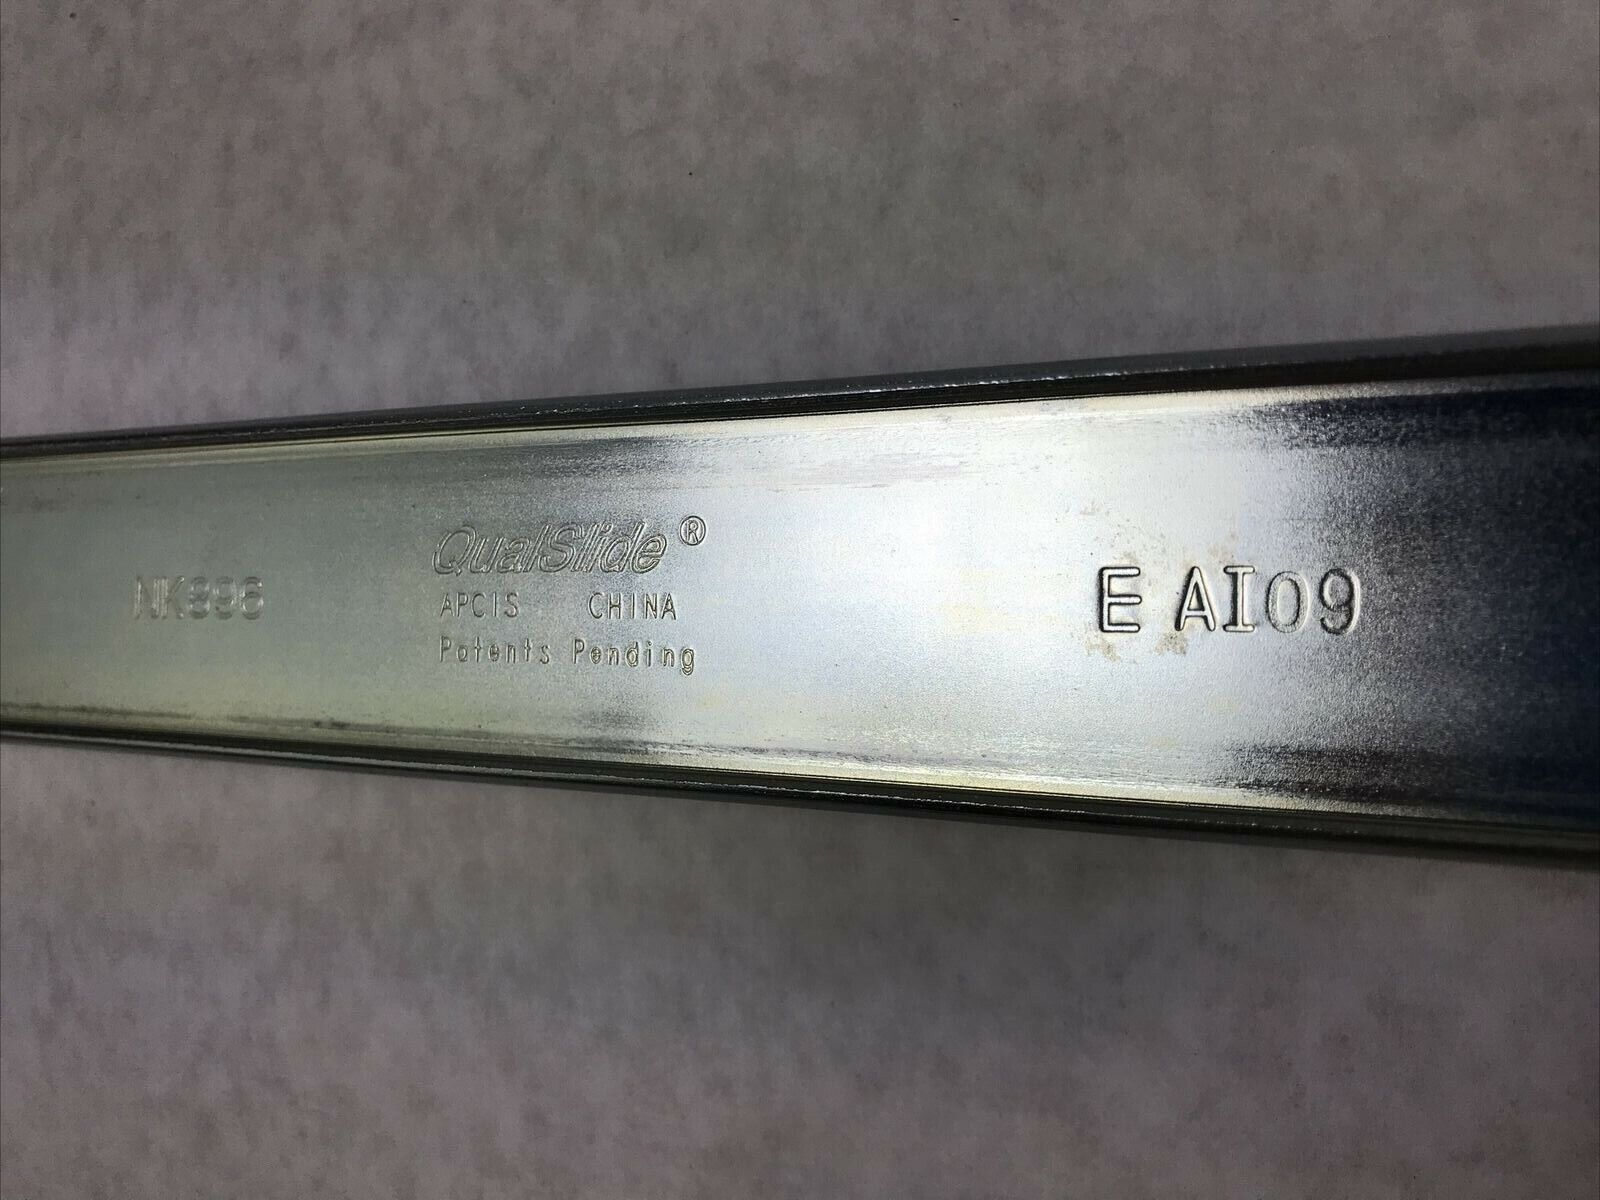 NK896
QualSlide®
APCIS CHINA
Patents Pending
E AI09